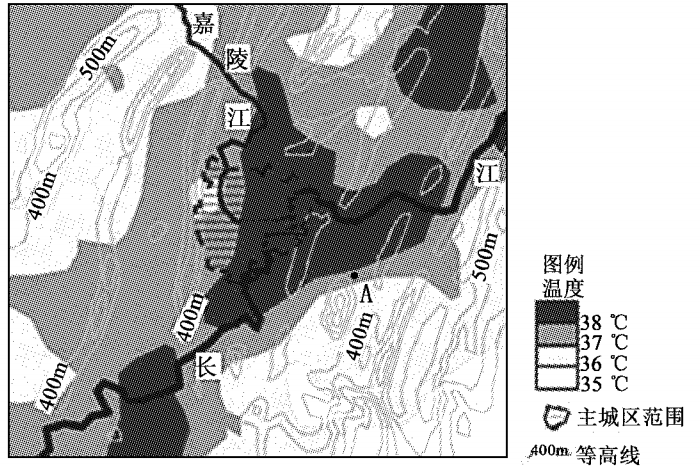 嘉
陵
江
500m
400m
江
500m
A
400m
400m
长
400m
图例
温度
38 ℃
37 ℃
36 ℃
35 ℃
主城区范围
400m 等高线